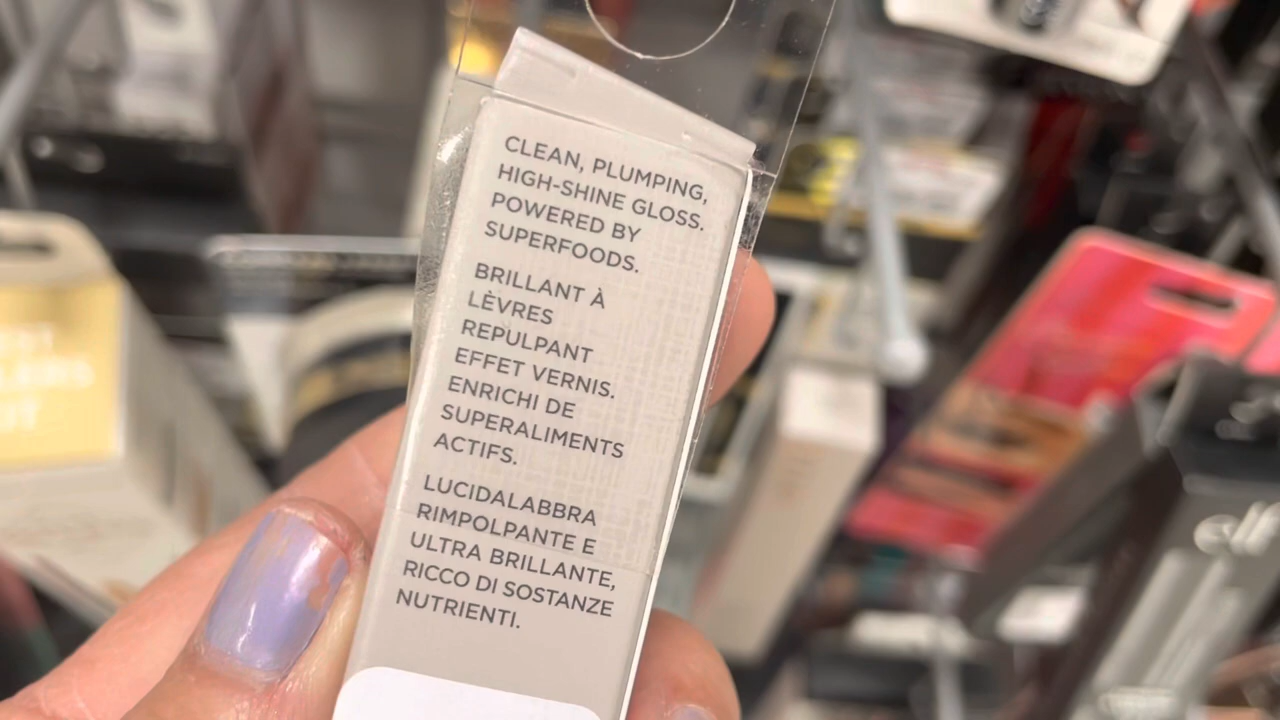 CLEAN, PLUMPING,
HIGH-SHINE GLOSS.
POWERED BY
SUPERFOODS.
BRILLANT À
LÈVRES
REPULPANT
EFFET VERNIS.
ENRICHI DE
SUPERALIMENTS
ACTIFS.
LUCIDALABBRA
RIMPOLPANTE E
ULTRA BRILLANTE,
RICCO DI SOSTANZE
NUTRIENTI.